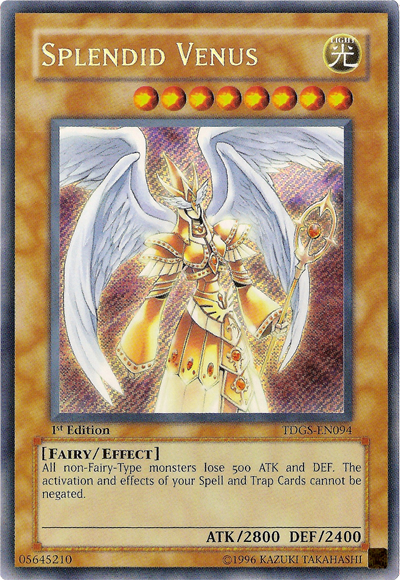 SPLENDID VENUS
LIGHT
光
1st Edition
TDGS-EN094
[FAIRY/EFFECT]
All non-Fairy-Type monsters lose 500 ATK and DEF. The
activation and effects of your Spell and Trap Cards cannot be
negated.
ATK/2800 DEF/2400
05645210
©1996 KAZUKI TAKAHASHI